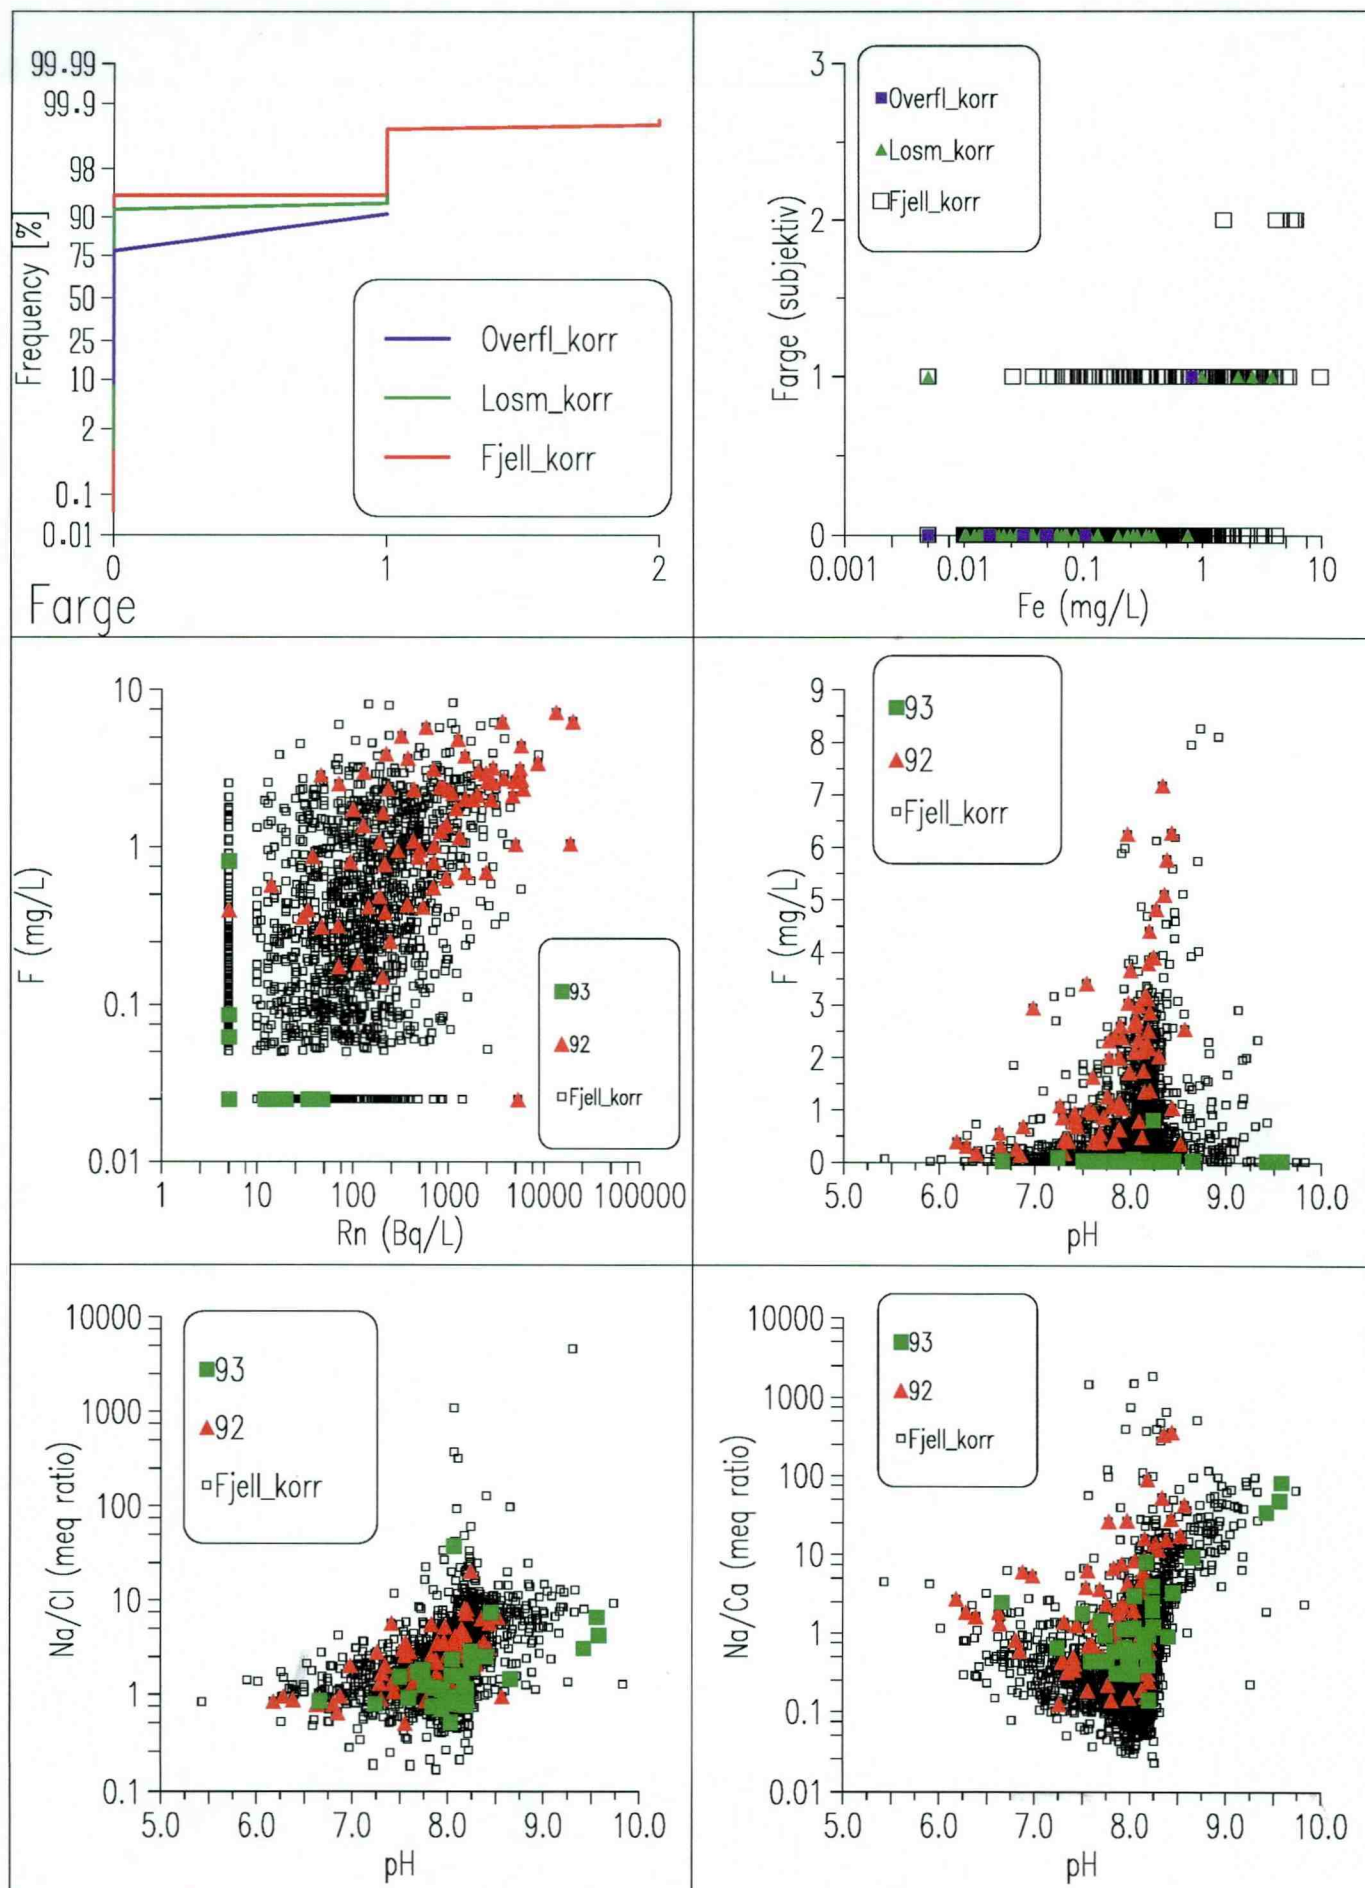 99.99
99.9
98
90
75
50
25
10
2
0.1
0.01
Frequency [%]
0 1 2
Farge
Overfl_korr
Losm_korr
Fjell_korr
3
2
1
0
Farge (subjektiv)
0.001 0.01 0.1 1 10
Fe (mg/L)
Overfl_korr
Losm_korr
Fjell_korr
10
1
0.1
0.01
F (mg/L)
1 10 100 1000 10000 100000
Rn (Bq/L)
93
92
Fjell_korr
9
8
7
6
5
4
3
2
1
0
F (mg/L)
5.0 6.0 7.0 8.0 9.0 10.0
pH
93
92
Fjell_korr
10000
1000
100
10
1
0.1
Na/Cl (meq ratio)
5.0 6.0 7.0 8.0 9.0 10.0
pH
93
92
Fjell_korr
10000
1000
100
10
1
0.1
0.01
Na/Ca (meq ratio)
5.0 6.0 7.0 8.0 9.0 10.0
pH
93
92
Fjell_korr